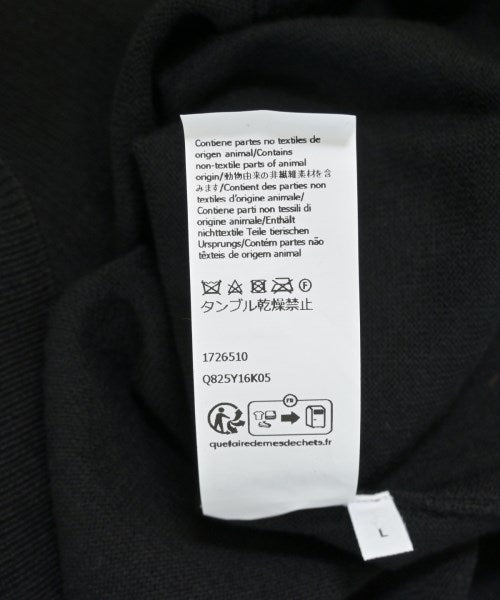 Contiene partes no textiles de
origen animal/Contains
non-textile parts of animal
origin/動物由来の非繊維素材を含
みます/Contient des parties non
textiles d'origine animale/
Contiene parti non tessili di
origine animale/Enthält
nichttextile Teile tierischen
Ursprungs/Contém partes não
têxteis de origem animal
F
タンブル乾燥禁止
1726510
Q825Y16K05
FR
quefairedemesdechets.fr
L